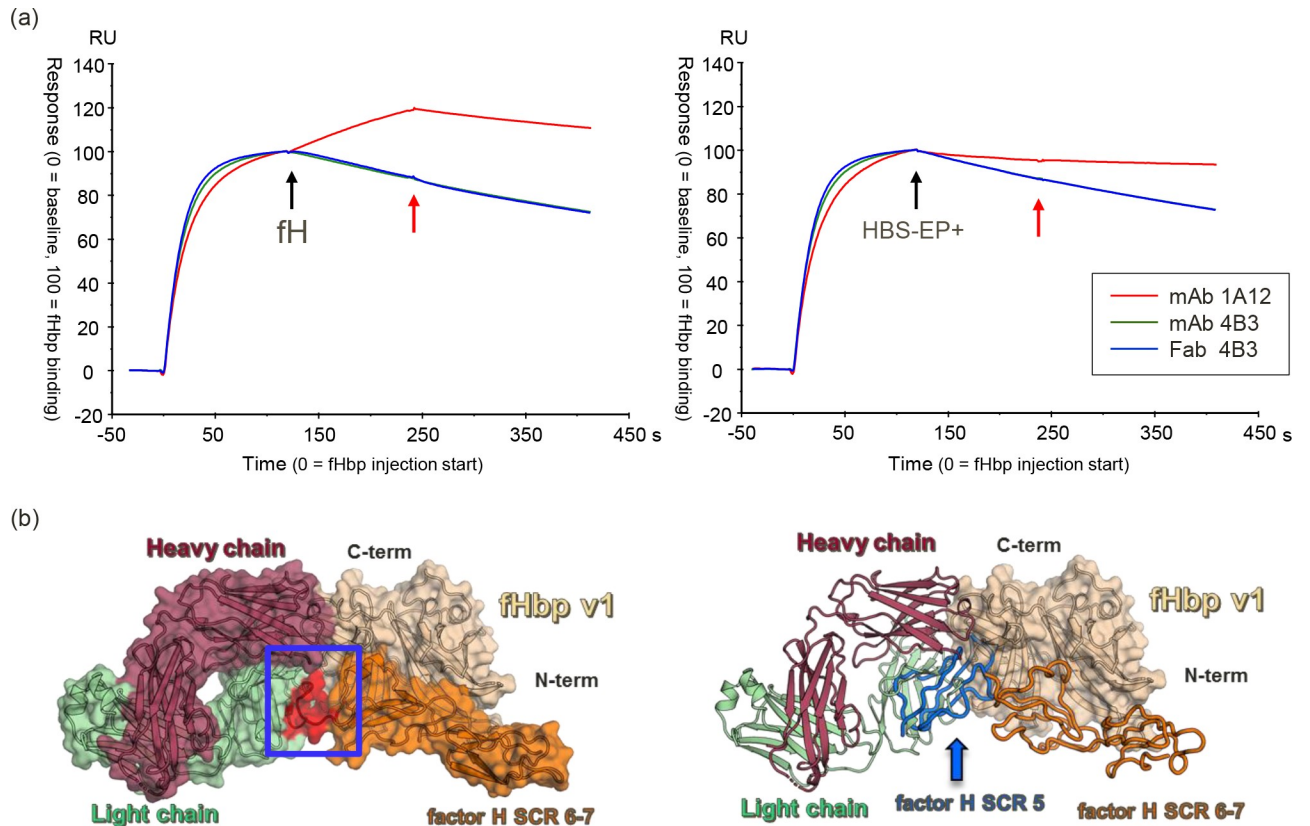 (a)
RU
Response (0 = baseline, 100 = fHbp binding)
140
120
100
80
60
40
20
0
-20
fH
-50
50
150
250
350
450 s
Time (0 = fHbp injection start)
RU
Response (0 = baseline, 100 = fHbp binding)
140
120
100
80
60
40
20
0
-20
HBS-EP+
mAb 1A12
mAb 4B3
Fab 4B3
-50
50
150
250
350
450 s
Time (0 = fHbp injection start)
(b)
Heavy chain
C-term
fHbp v1
N-term
Light chain
factor H SCR 6-7
Heavy chain
C-term
fHbp v1
N-term
Light chain
factor H SCR 5
factor H SCR 6-7